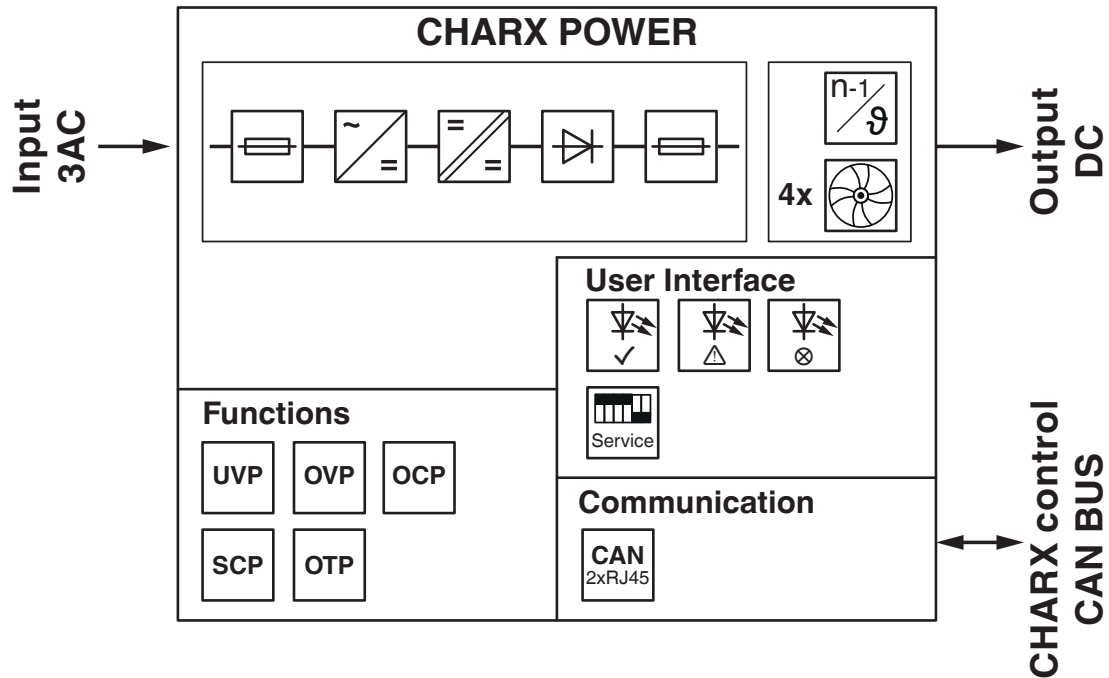 CHARX POWER
Input
3AC
n-1
ϑ
4x
Output
DC
User Interface
Service
Functions
UVP
OVP
OCP
SCP
OTP
Communication
CAN
2xRJ45
CHARX control
CAN BUS